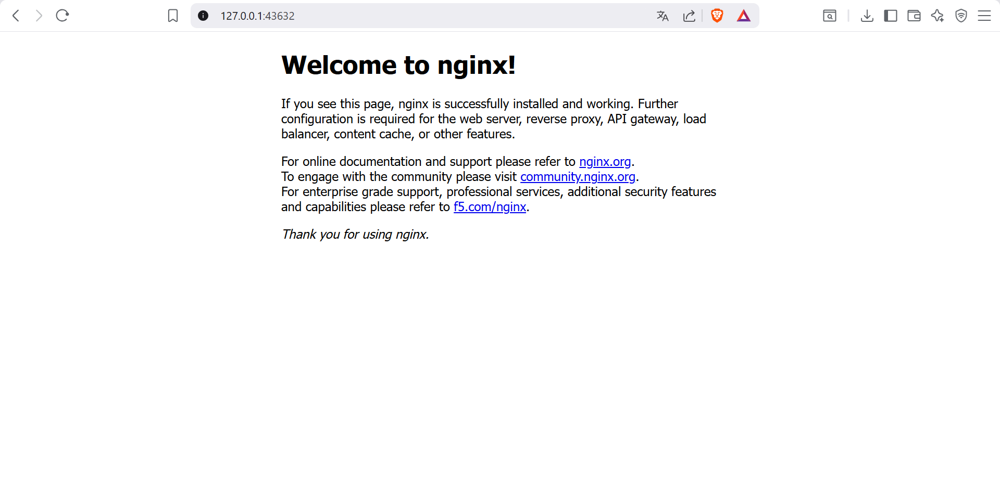 127.0.0.1:43632
Welcome to nginx!
If you see this page, nginx is successfully installed and working. Further
configuration is required for the web server, reverse proxy, API gateway, load
balancer, content cache, or other features.
For online documentation and support please refer to nginx.org.
To engage with the community please visit community.nginx.org.
For enterprise grade support, professional services, additional security features
and capabilities please refer to f5.com/nginx.
Thank you for using nginx.